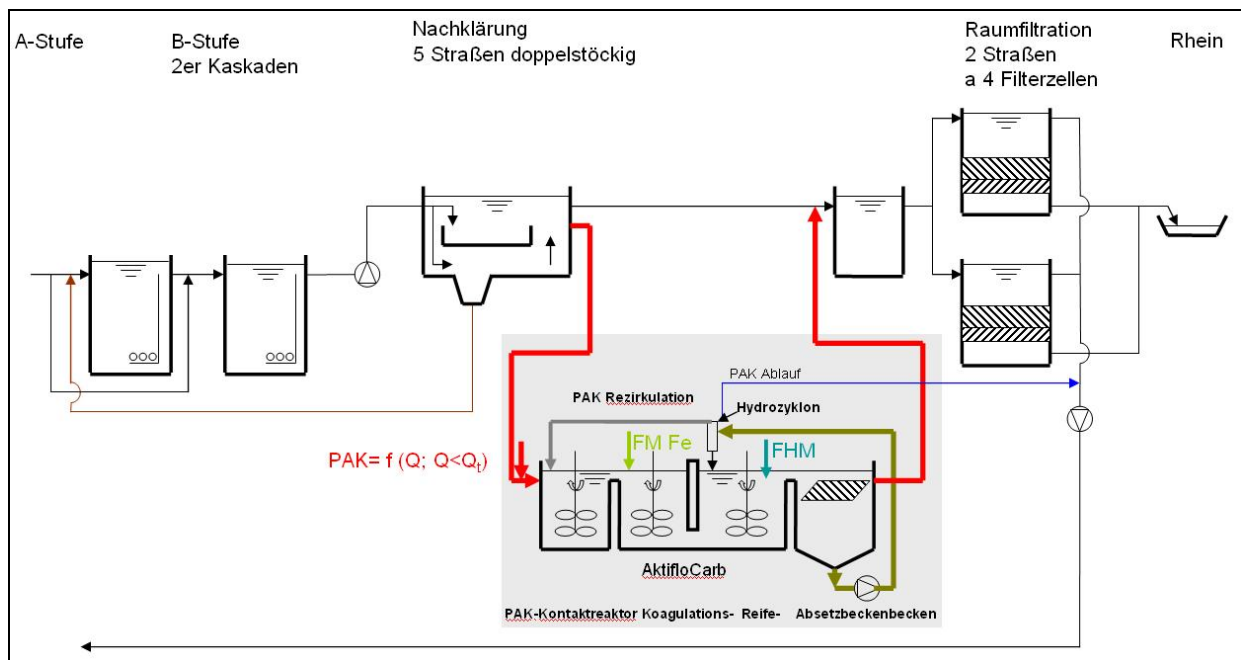 A-Stufe
B-Stufe
2er Kaskaden
Nachklärung
5 Straßen doppelstöckig
Raumfiltration
2 Straßen
a 4 Filterzellen
Rhein
PAK Ablauf
PAK Rezirkulation
Hydrozyklon
FM Fe
FHM
PAK= f (Q; Q<Qt)
AktifloCarb
PAK-Kontaktreaktor Koagulations- Reife- Absetzbeckenbecken